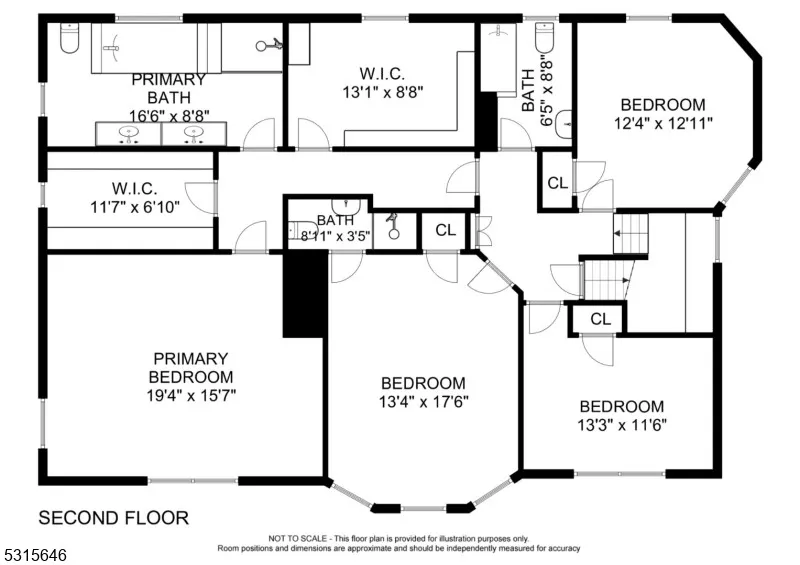 PRIMARY
BATH
16'6" x 8'8"
W.I.C.
13'1" x 8'8"
BATH
6'5" x 8'8"
BEDROOM
12'4" x 12'11"
W.I.C.
11'7" x 6'10"
CL
BATH
8'11" x 3'5"
CL
CL
PRIMARY
BEDROOM
19'4" x 15'7"
BEDROOM
13'4" x 17'6"
BEDROOM
13'3" x 11'6"
SECOND FLOOR
NOT TO SCALE - This floor plan is provided for illustration purposes only.
Room positions and dimensions are approximate and should be independently measured for accuracy
5315646